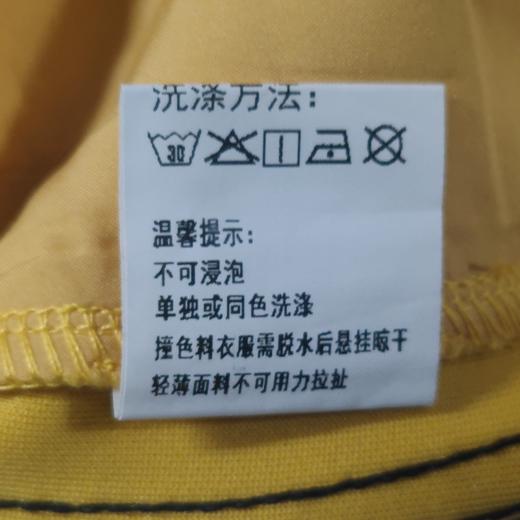 洗涤方法:
30
温馨提示:
不可浸泡
单独或同色洗涤
撞色料衣服需脱水后悬挂晾干
轻薄面料不可用力拉扯